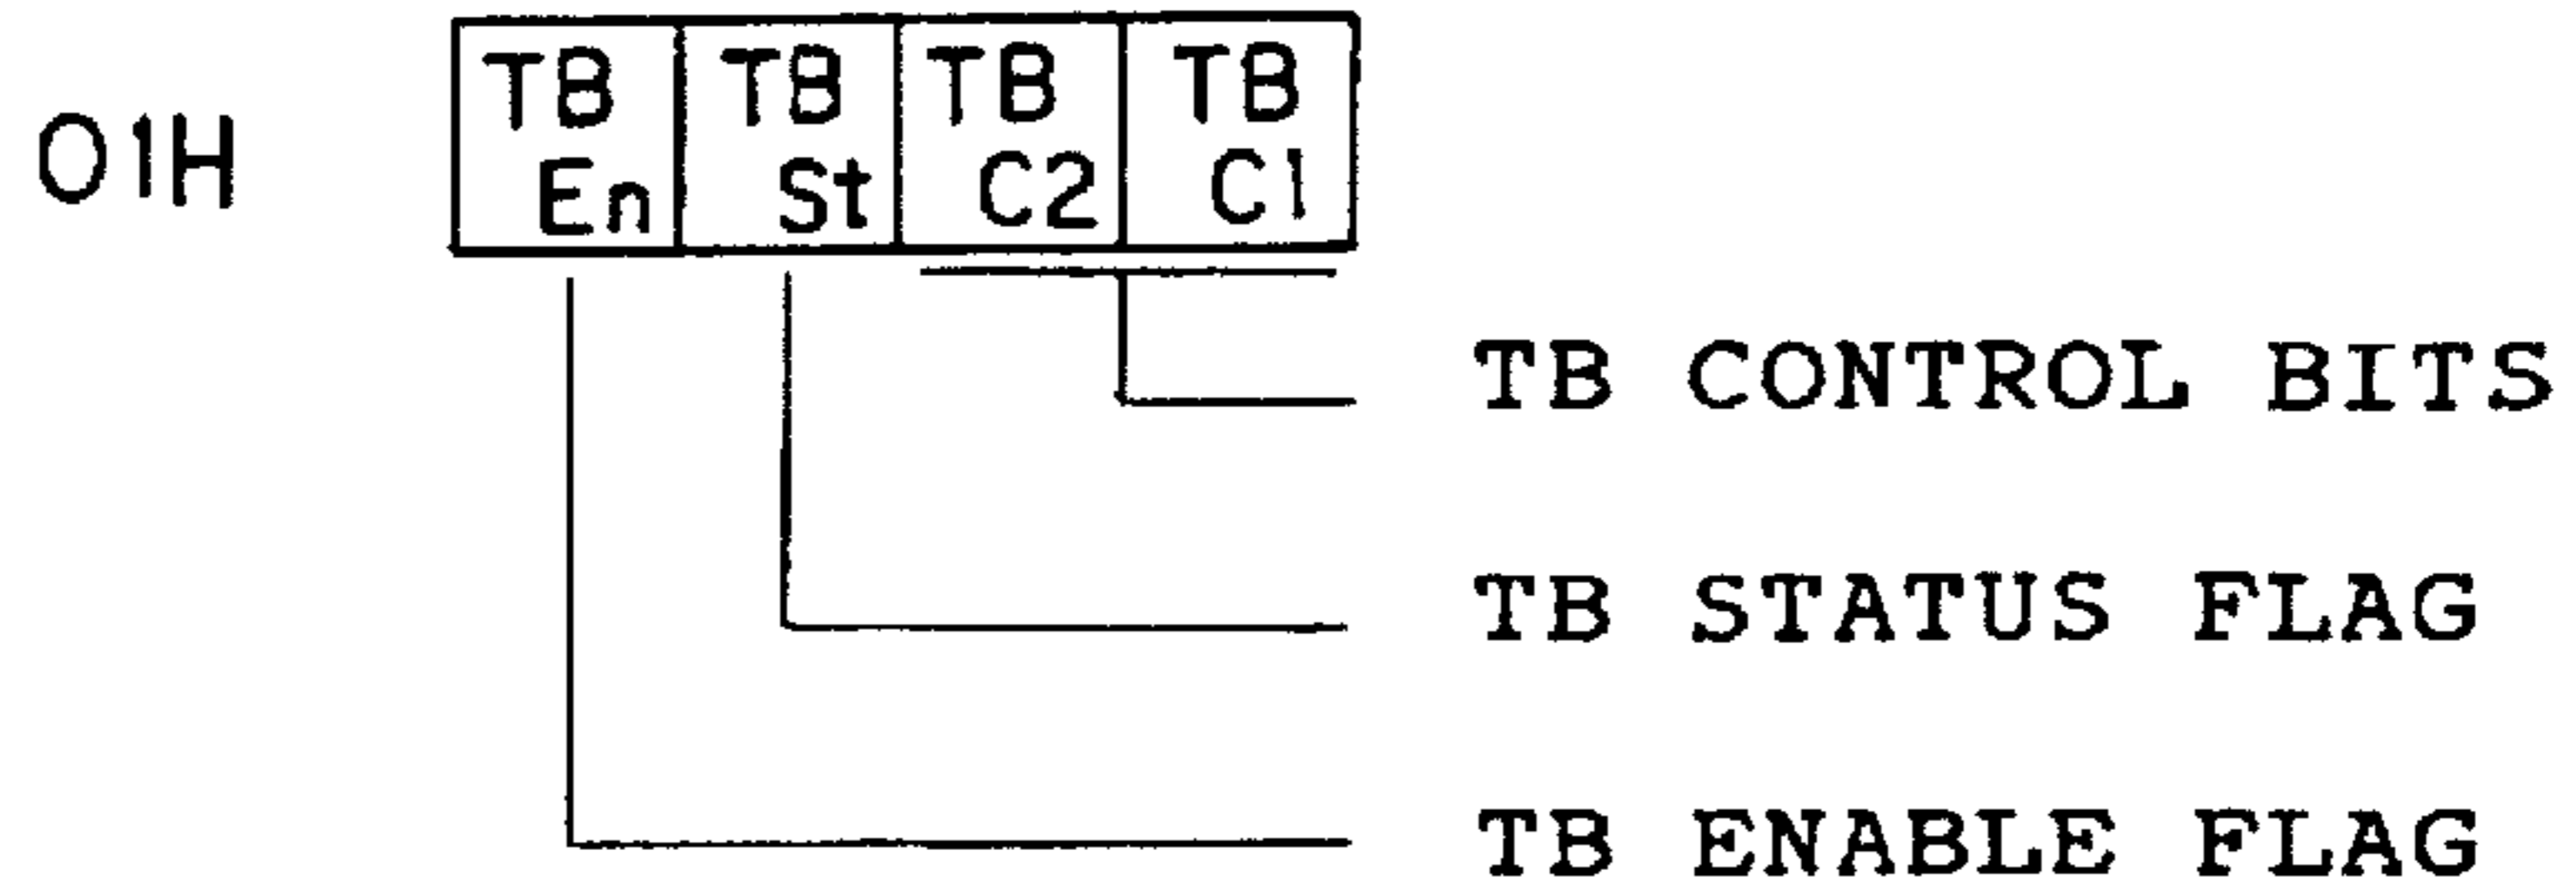 TB TB TB TB
01H
En St C2 C1
TB CONTROL BITS
TB STATUS FLAG
TB ENABLE FLAG